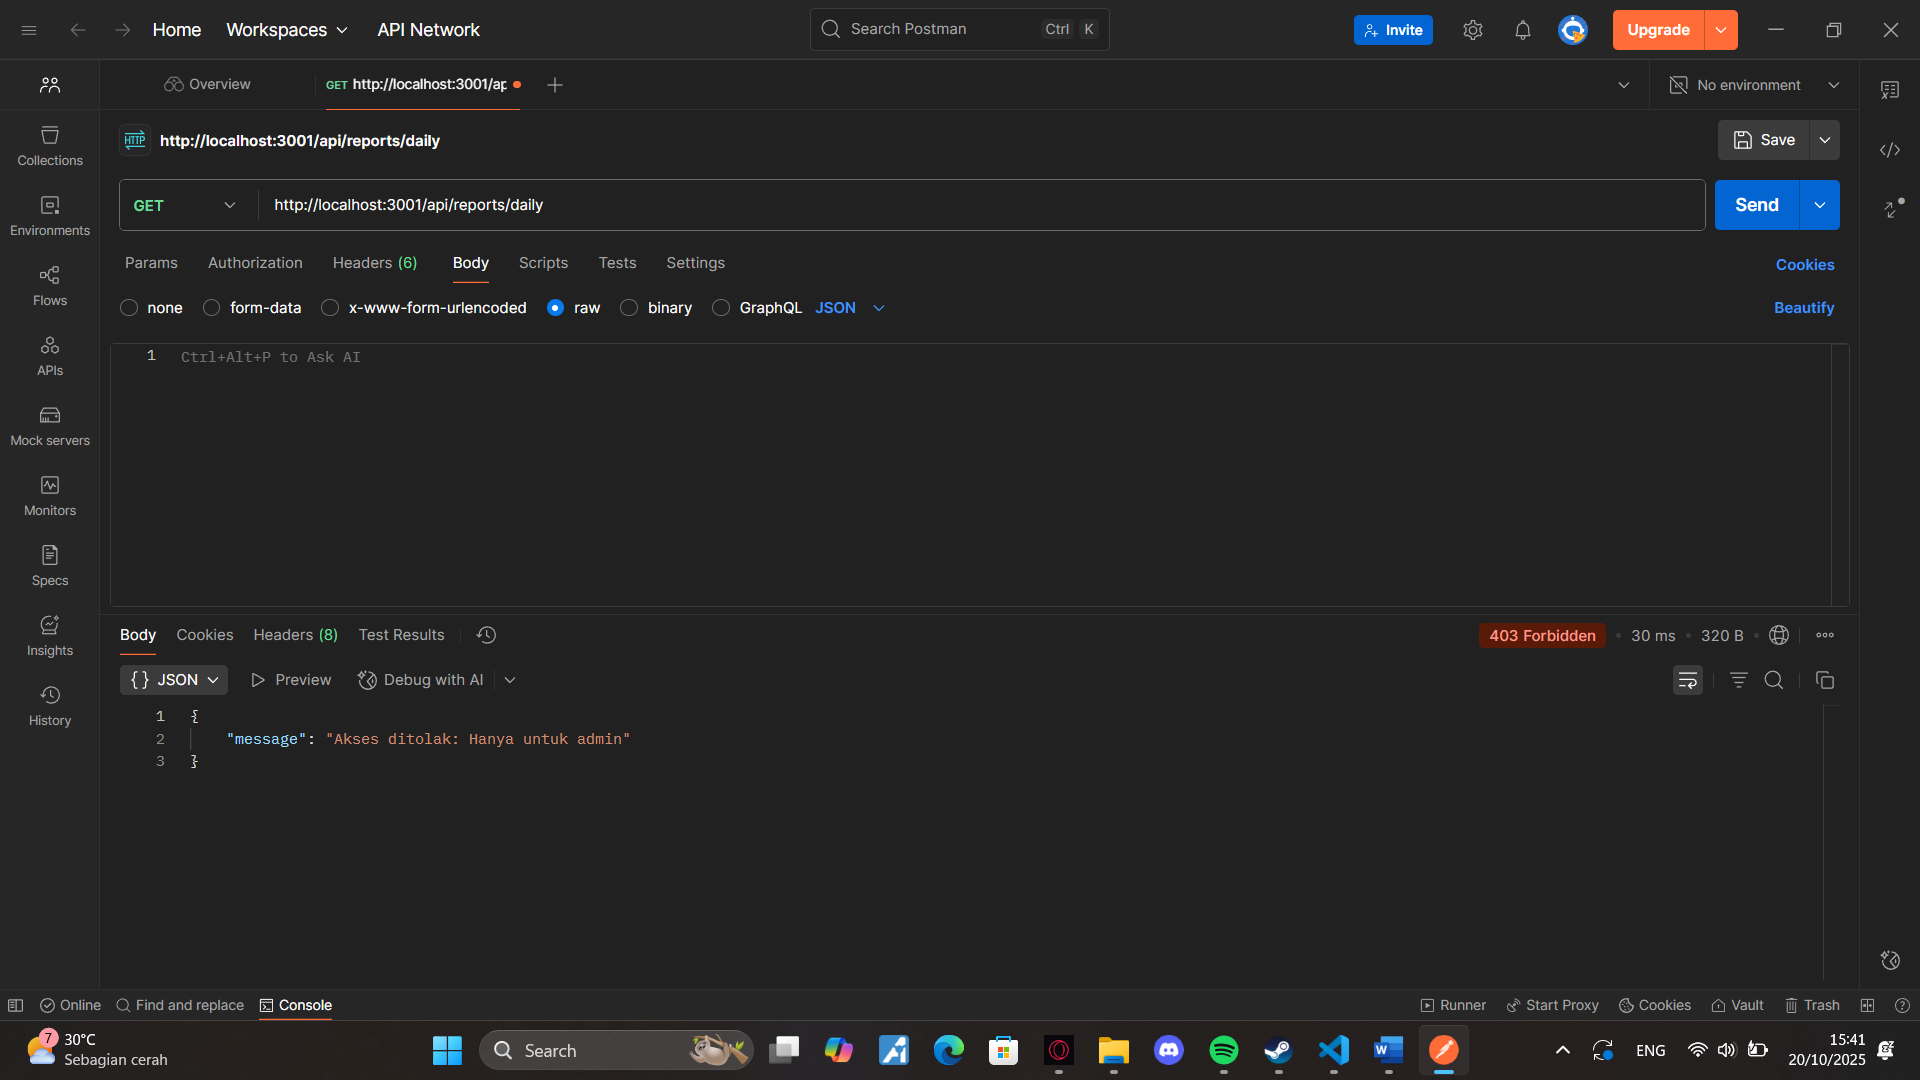 Home Workspaces API Network Search Postman Ctrl K Invite Upgrade
Overview GET http://localhost:3001/ap No environment
HTTP http://localhost:3001/api/reports/daily Save
GET http://localhost:3001/api/reports/daily Send
Params Authorization Headers (6) Body Scripts Tests Settings Cookies
none form-data x-www-form-urlencoded raw binary GraphQL JSON Beautify
1 Ctrl+Alt+P to Ask AI
Collections
Environments
Flows
APIs
Mock servers
Monitors
Specs
Insights
History
Body Cookies Headers (8) Test Results 403 Forbidden 30 ms 320 B
{} JSON Preview Debug with AI
1 {
2 "message": "Akses ditolak: Hanya untuk admin"
3 }
Online Find and replace Console Runner Start Proxy Cookies Vault Trash
7 30°C
Sebagian cerah
Search
ENG
15:41
20/10/2025